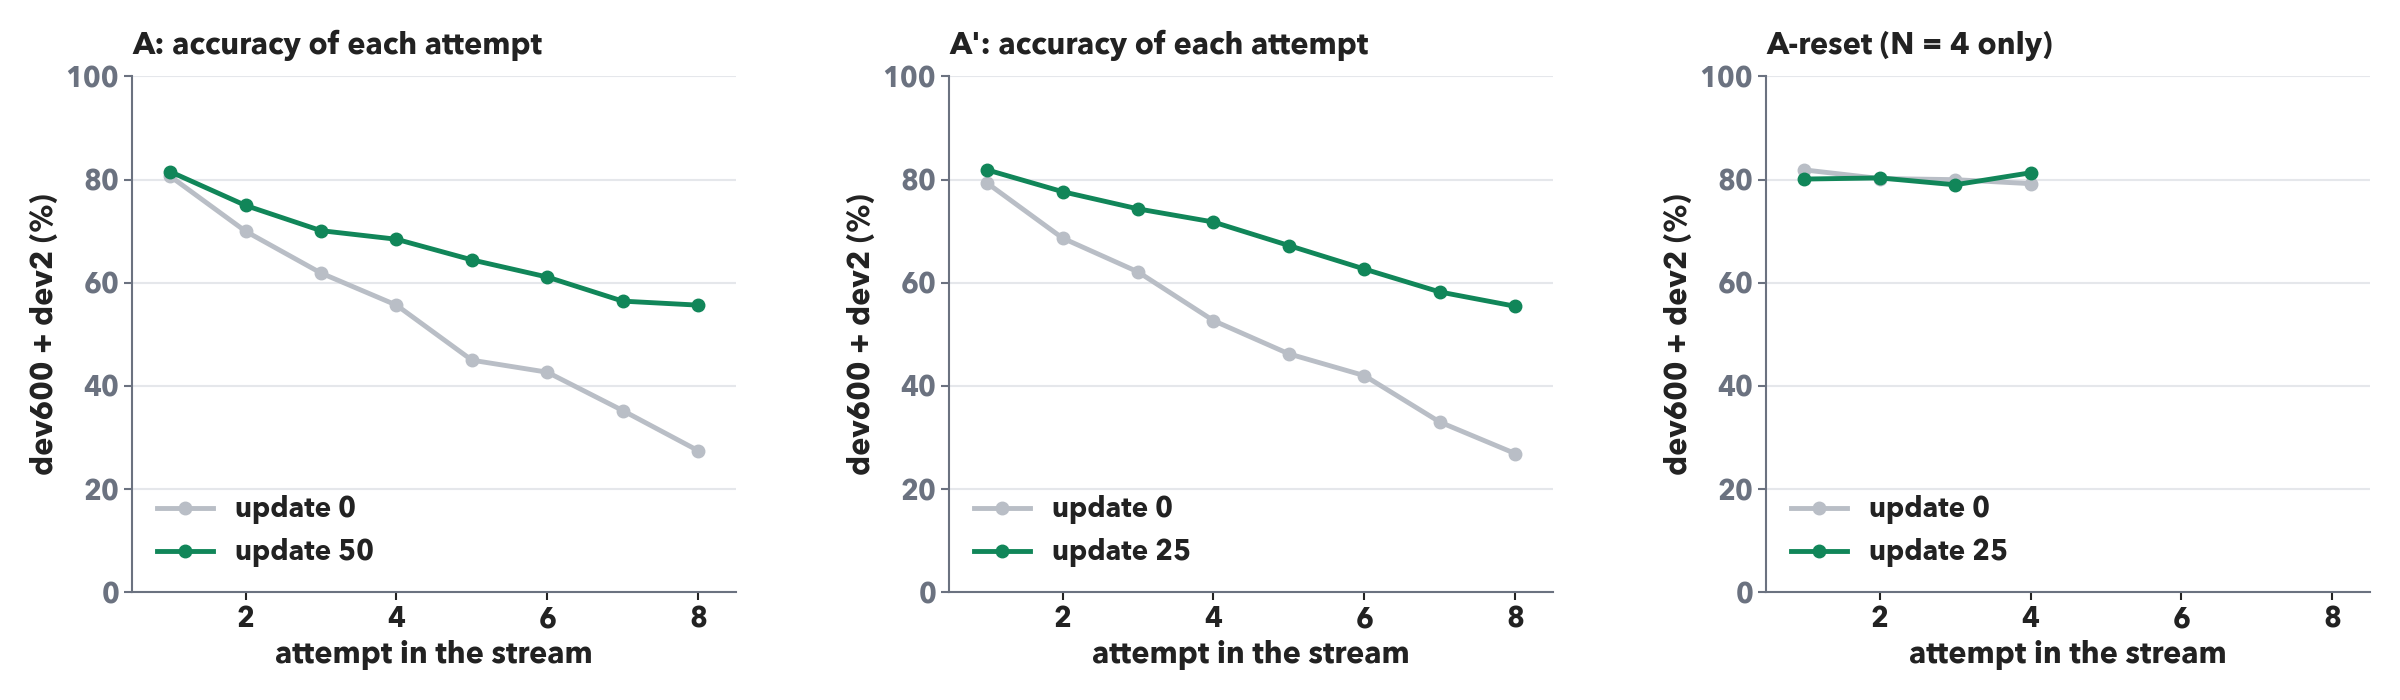 A: accuracy of each attempt
100
80
60
40
20
0
dev600 + dev2 (%)
update 0
update 50
2 4 6 8
attempt in the stream
A': accuracy of each attempt
100
80
60
40
20
0
dev600 + dev2 (%)
update 0
update 25
2 4 6 8
attempt in the stream
A-reset (N = 4 only)
100
80
60
40
20
0
dev600 + dev2 (%)
update 0
update 25
2 4 6 8
attempt in the stream